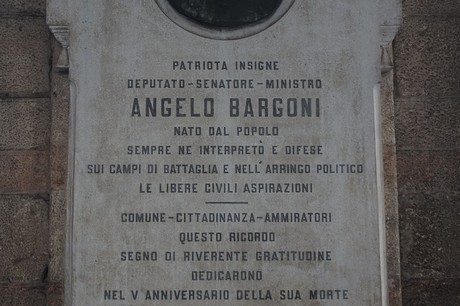 PATRIOTA INSIGNE
DEPUTATO-SENATORE-MINISTRO
ANGELO BARGONI
NATO DAL POPOLO
SEMPRE NE INTERPRETÒ E DIFESE
SUI CAMPI DI BATTAGLIA E NELL'ARRINGO POLITICO
LE LIBERE CIVILI ASPIRAZIONI
COMUNE-CITTADINANZA-AMMIRATORI
QUESTO RICORDO
SEGNO DI RIVERENTE GRATITUDINE
DEDICARONO
NEL V ANNIVERSARIO DELLA SUA MORTE